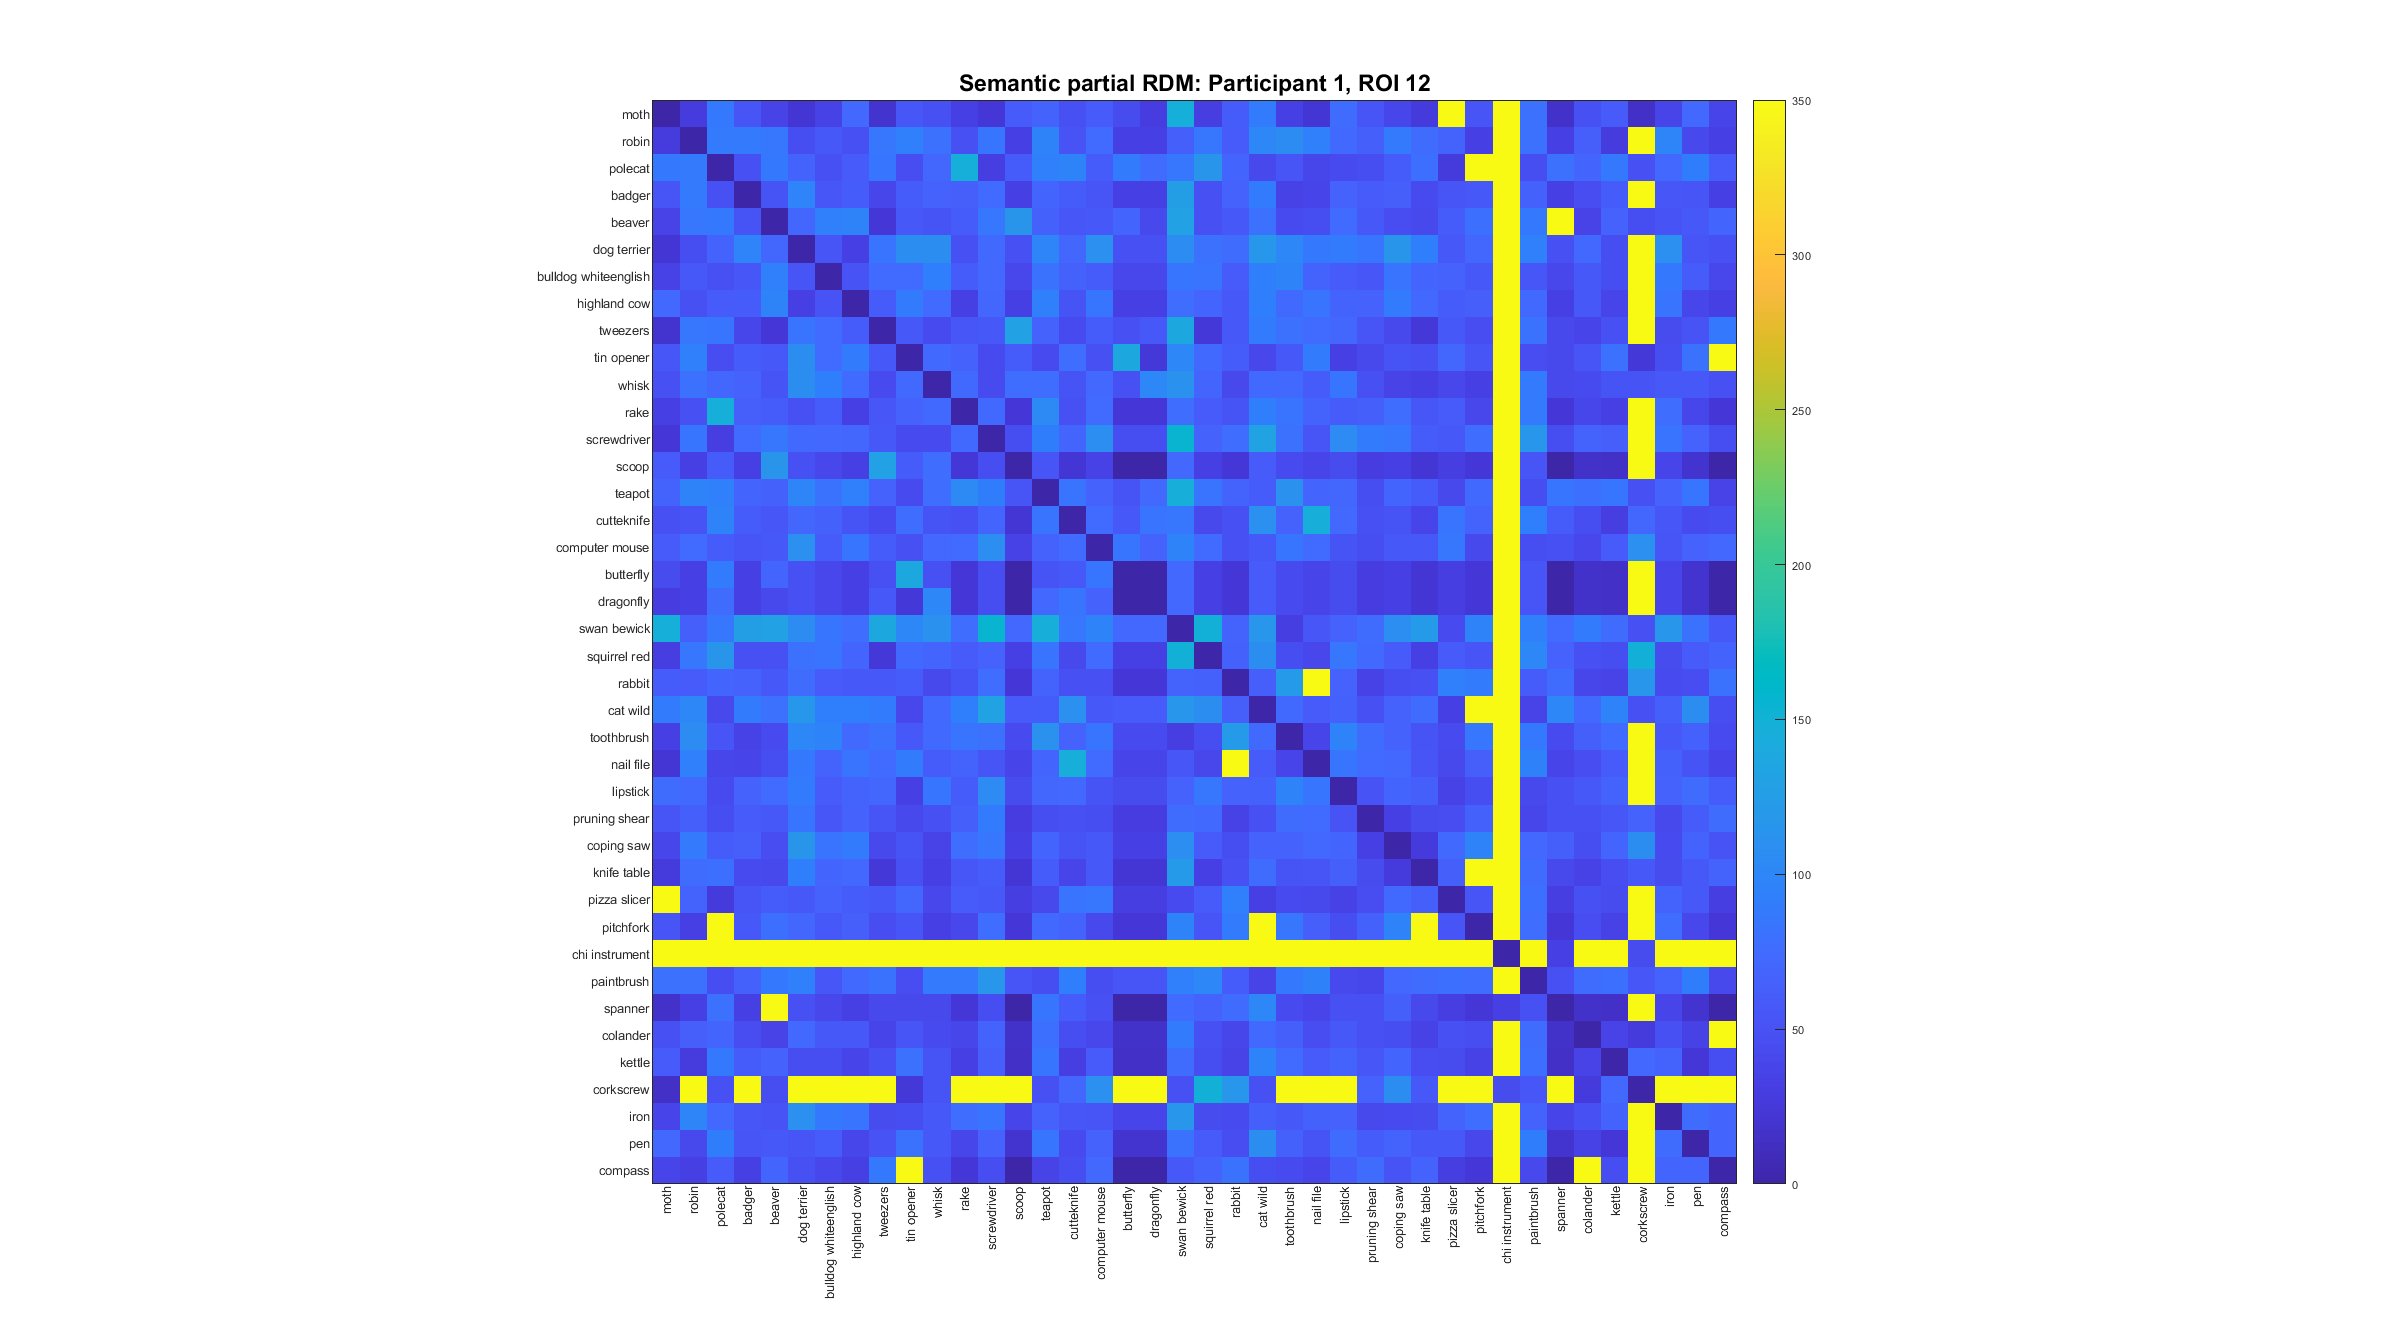 Semantic partial RDM: Participant 1, ROI 12
moth
robin
polecat
badger
beaver
dog terrier
bulldog whiteenglish
highland cow
tweezers
tin opener
whisk
rake
screwdriver
scoop
teapot
cutteknife
computer mouse
butterfly
dragonfly
swan bewick
squirrel red
rabbit
cat wild
toothbrush
nail file
lipstick
pruning shear
coping saw
knife table
pizza slicer
pitchfork
chi instrument
paintbrush
spanner
colander
kettle
corkscrew
iron
pen
compass
moth
robin
polecat
badger
beaver
dog terrier
bulldog whiteenglish
highland cow
tweezers
tin opener
whisk
rake
screwdriver
scoop
teapot
cutteknife
computer mouse
butterfly
dragonfly
swan bewick
squirrel red
rabbit
cat wild
toothbrush
nail file
lipstick
pruning shear
coping saw
knife table
pizza slicer
pitchfork
chi instrument
paintbrush
spanner
colander
kettle
corkscrew
iron
pen
compass
350
300
250
200
150
100
50
0